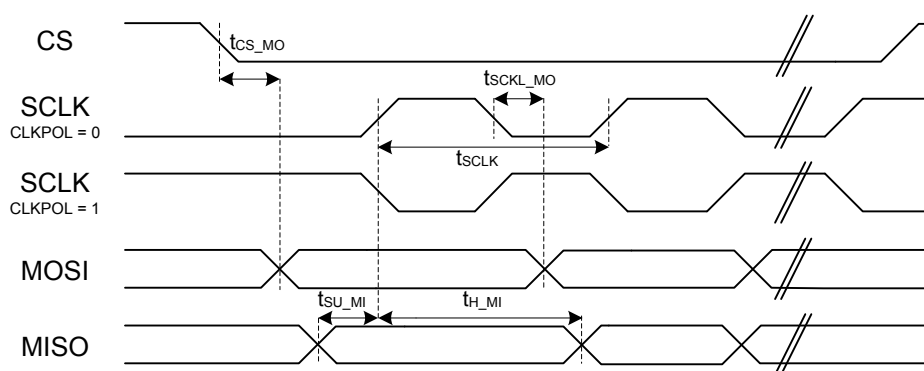 CS
tCS_MO
tSCKL_MO
SCLK
CLKPOL = 0
tSCLK
SCLK
CLKPOL = 1
MOSI
tSU_MI
tH_MI
MISO